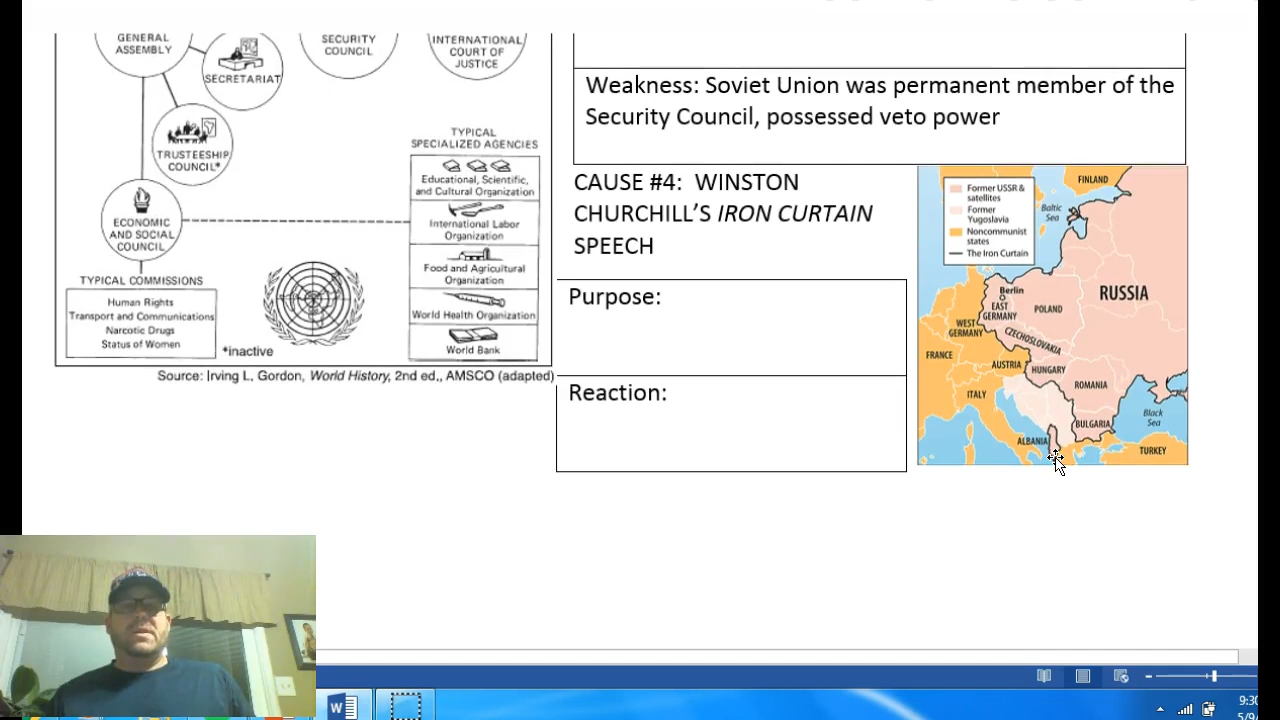 GENERAL
ASSEMBLY
SECURITY
COUNCIL
INTERNATIONAL
COURT OF
JUSTICE
SECRETARIAT
TRUSTEESHIP
COUNCIL*
ECONOMIC
AND SOCIAL
COUNCIL
TYPICAL COMMISSIONS
Human Rights
Transport and Communications
Narcotic Drugs
Status of Women
*inactive
TYPICAL
SPECIALIZED AGENCIES
Educational, Scientific,
and Cultural Organization
International Labor
Organization
Food and Agricultural
Organization
World Health Organization
World Bank
Source: Irving L. Gordon, World History, 2nd ed., AMSCO (adapted)
Weakness: Soviet Union was permanent member of the
Security Council, possessed veto power
CAUSE #4: WINSTON
CHURCHILL’S IRON CURTAIN
SPEECH
Purpose:
Reaction:
Former USSR &
satellites
Former
Yugoslavia
Noncommunist
states
The Iron Curtain
FINLAND
Baltic
Sea
Berlin
EAST
GERMANY
POLAND
RUSSIA
WEST
GERMANY
CZECHOSLOVAKIA
FRANCE
AUSTRIA
HUNGARY
ROMANIA
ITALY
BULGARIA
Black
Sea
ALBANIA
TURKEY
W
9:30
5/9